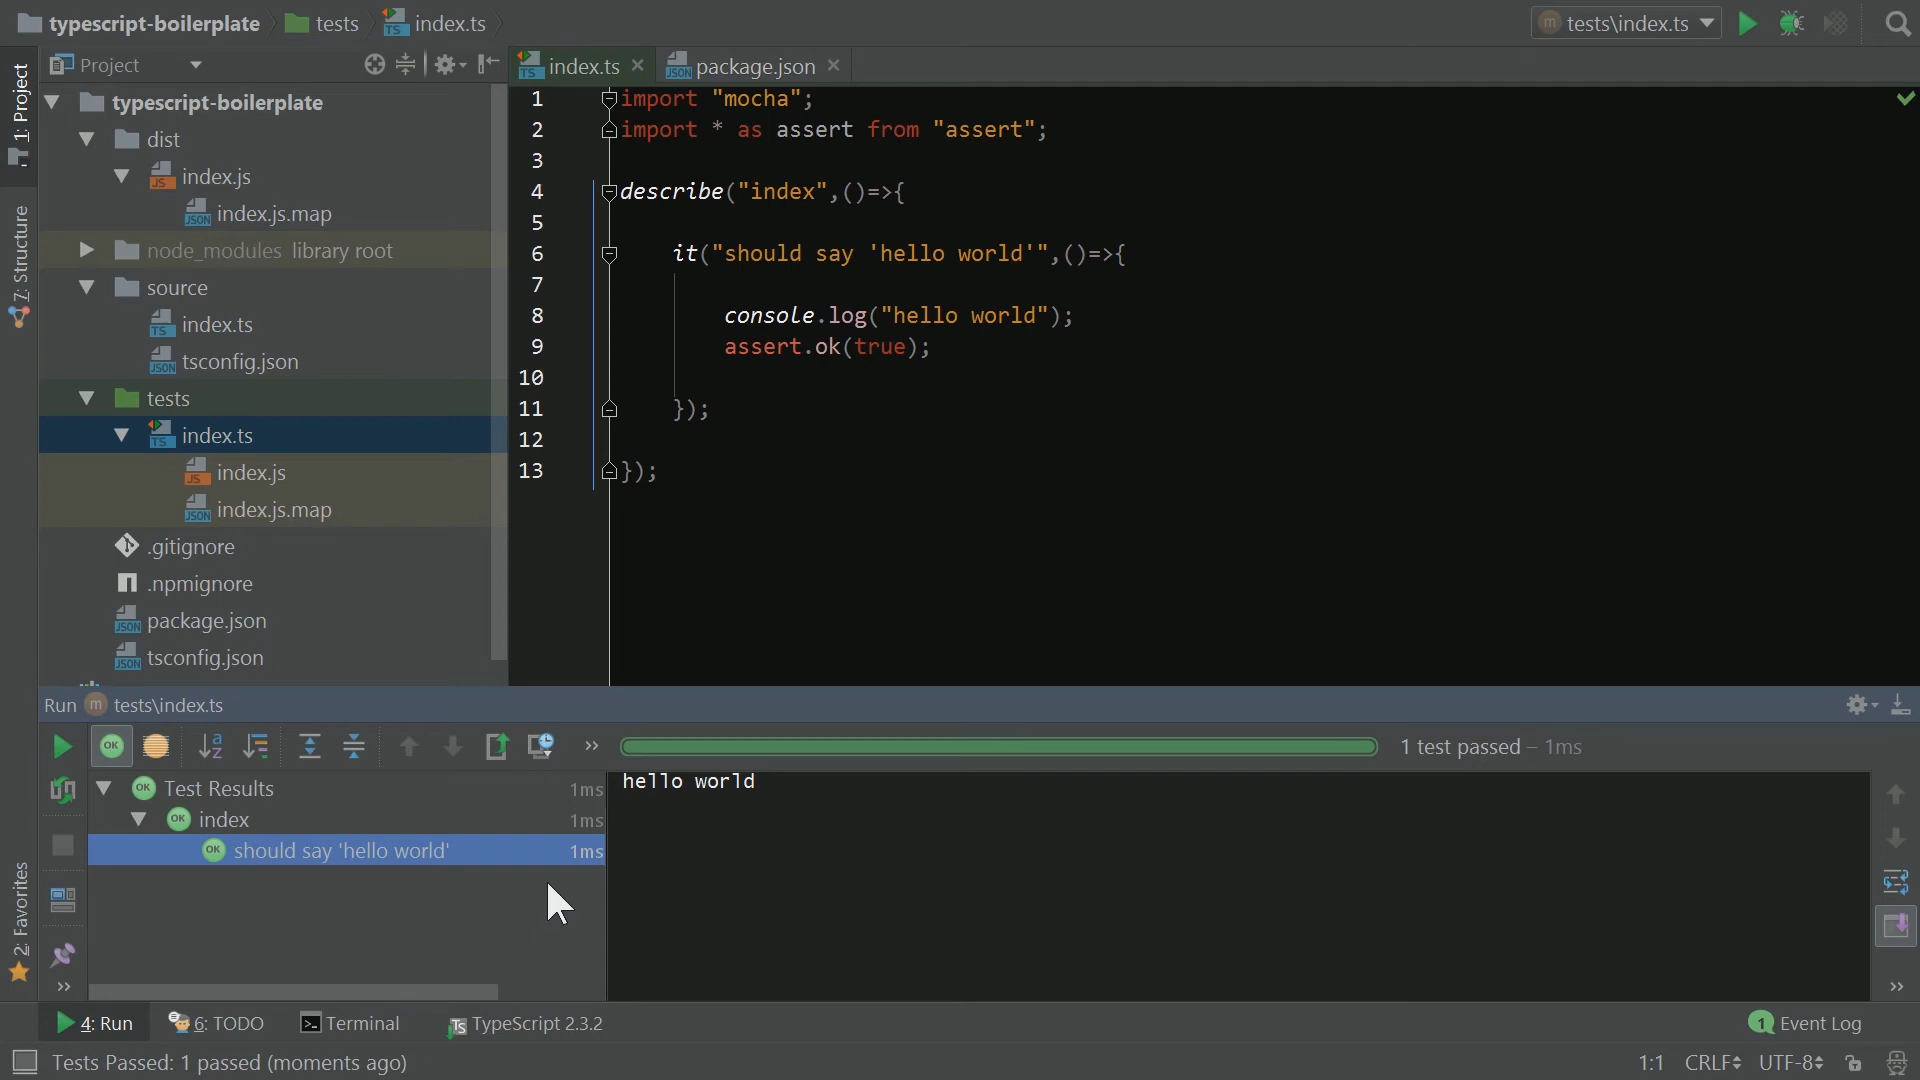 typescript-boilerplate tests index.ts
tests\index.ts
1: Project
7: Structure
2: Favorites
Project
typescript-boilerplate
dist
index.js
index.js.map
node_modules library root
source
index.ts
tsconfig.json
tests
index.ts
index.js
index.js.map
.gitignore
.npmignore
package.json
tsconfig.json
index.ts
package.json
1 import "mocha";
2 import * as assert from "assert";
3
4 describe("index",()=>{
5
6 it("should say 'hello world'",()=>{
7
8 console.log("hello world");
9 assert.ok(true);
10
11 });
12
13 });
Run tests\index.ts
1 test passed – 1ms
Test Results 1ms
index 1ms
should say 'hello world' 1ms
hello world
4: Run 6: TODO Terminal TypeScript 2.3.2
1 Event Log
Tests Passed: 1 passed (moments ago)
1:1 CRLF UTF-8